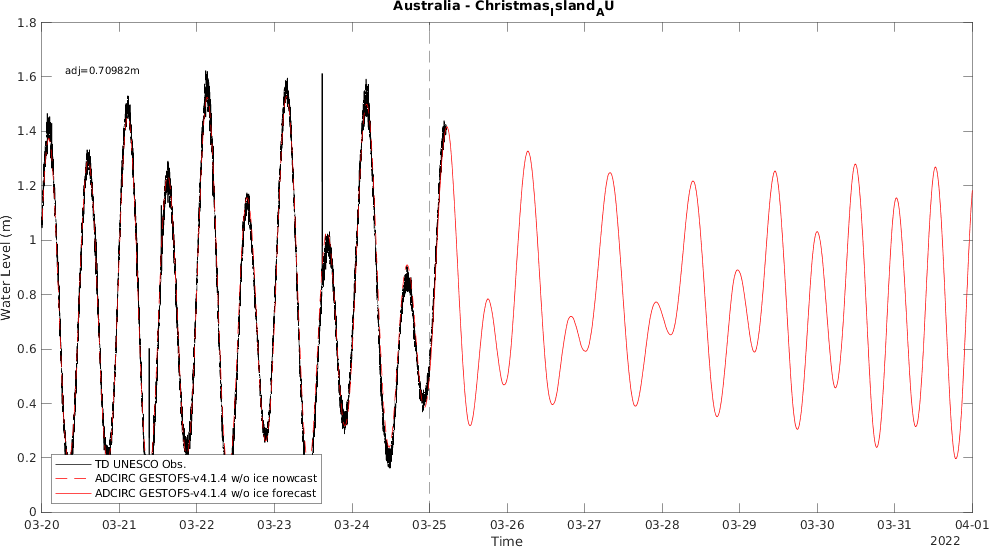 Australia - Christmas_Island_AU
1.8
1.6
1.4
1.2
1
0.8
0.6
0.4
0.2
0
Water Level (m)
adj=0.70982m
TD UNESCO Obs.
ADCIRC GESTOFS-v4.1.4 w/o ice nowcast
ADCIRC GESTOFS-v4.1.4 w/o ice forecast
03-20 03-21 03-22 03-23 03-24 03-25 03-26 03-27 03-28 03-29 03-30 03-31 04-01
Time
2022